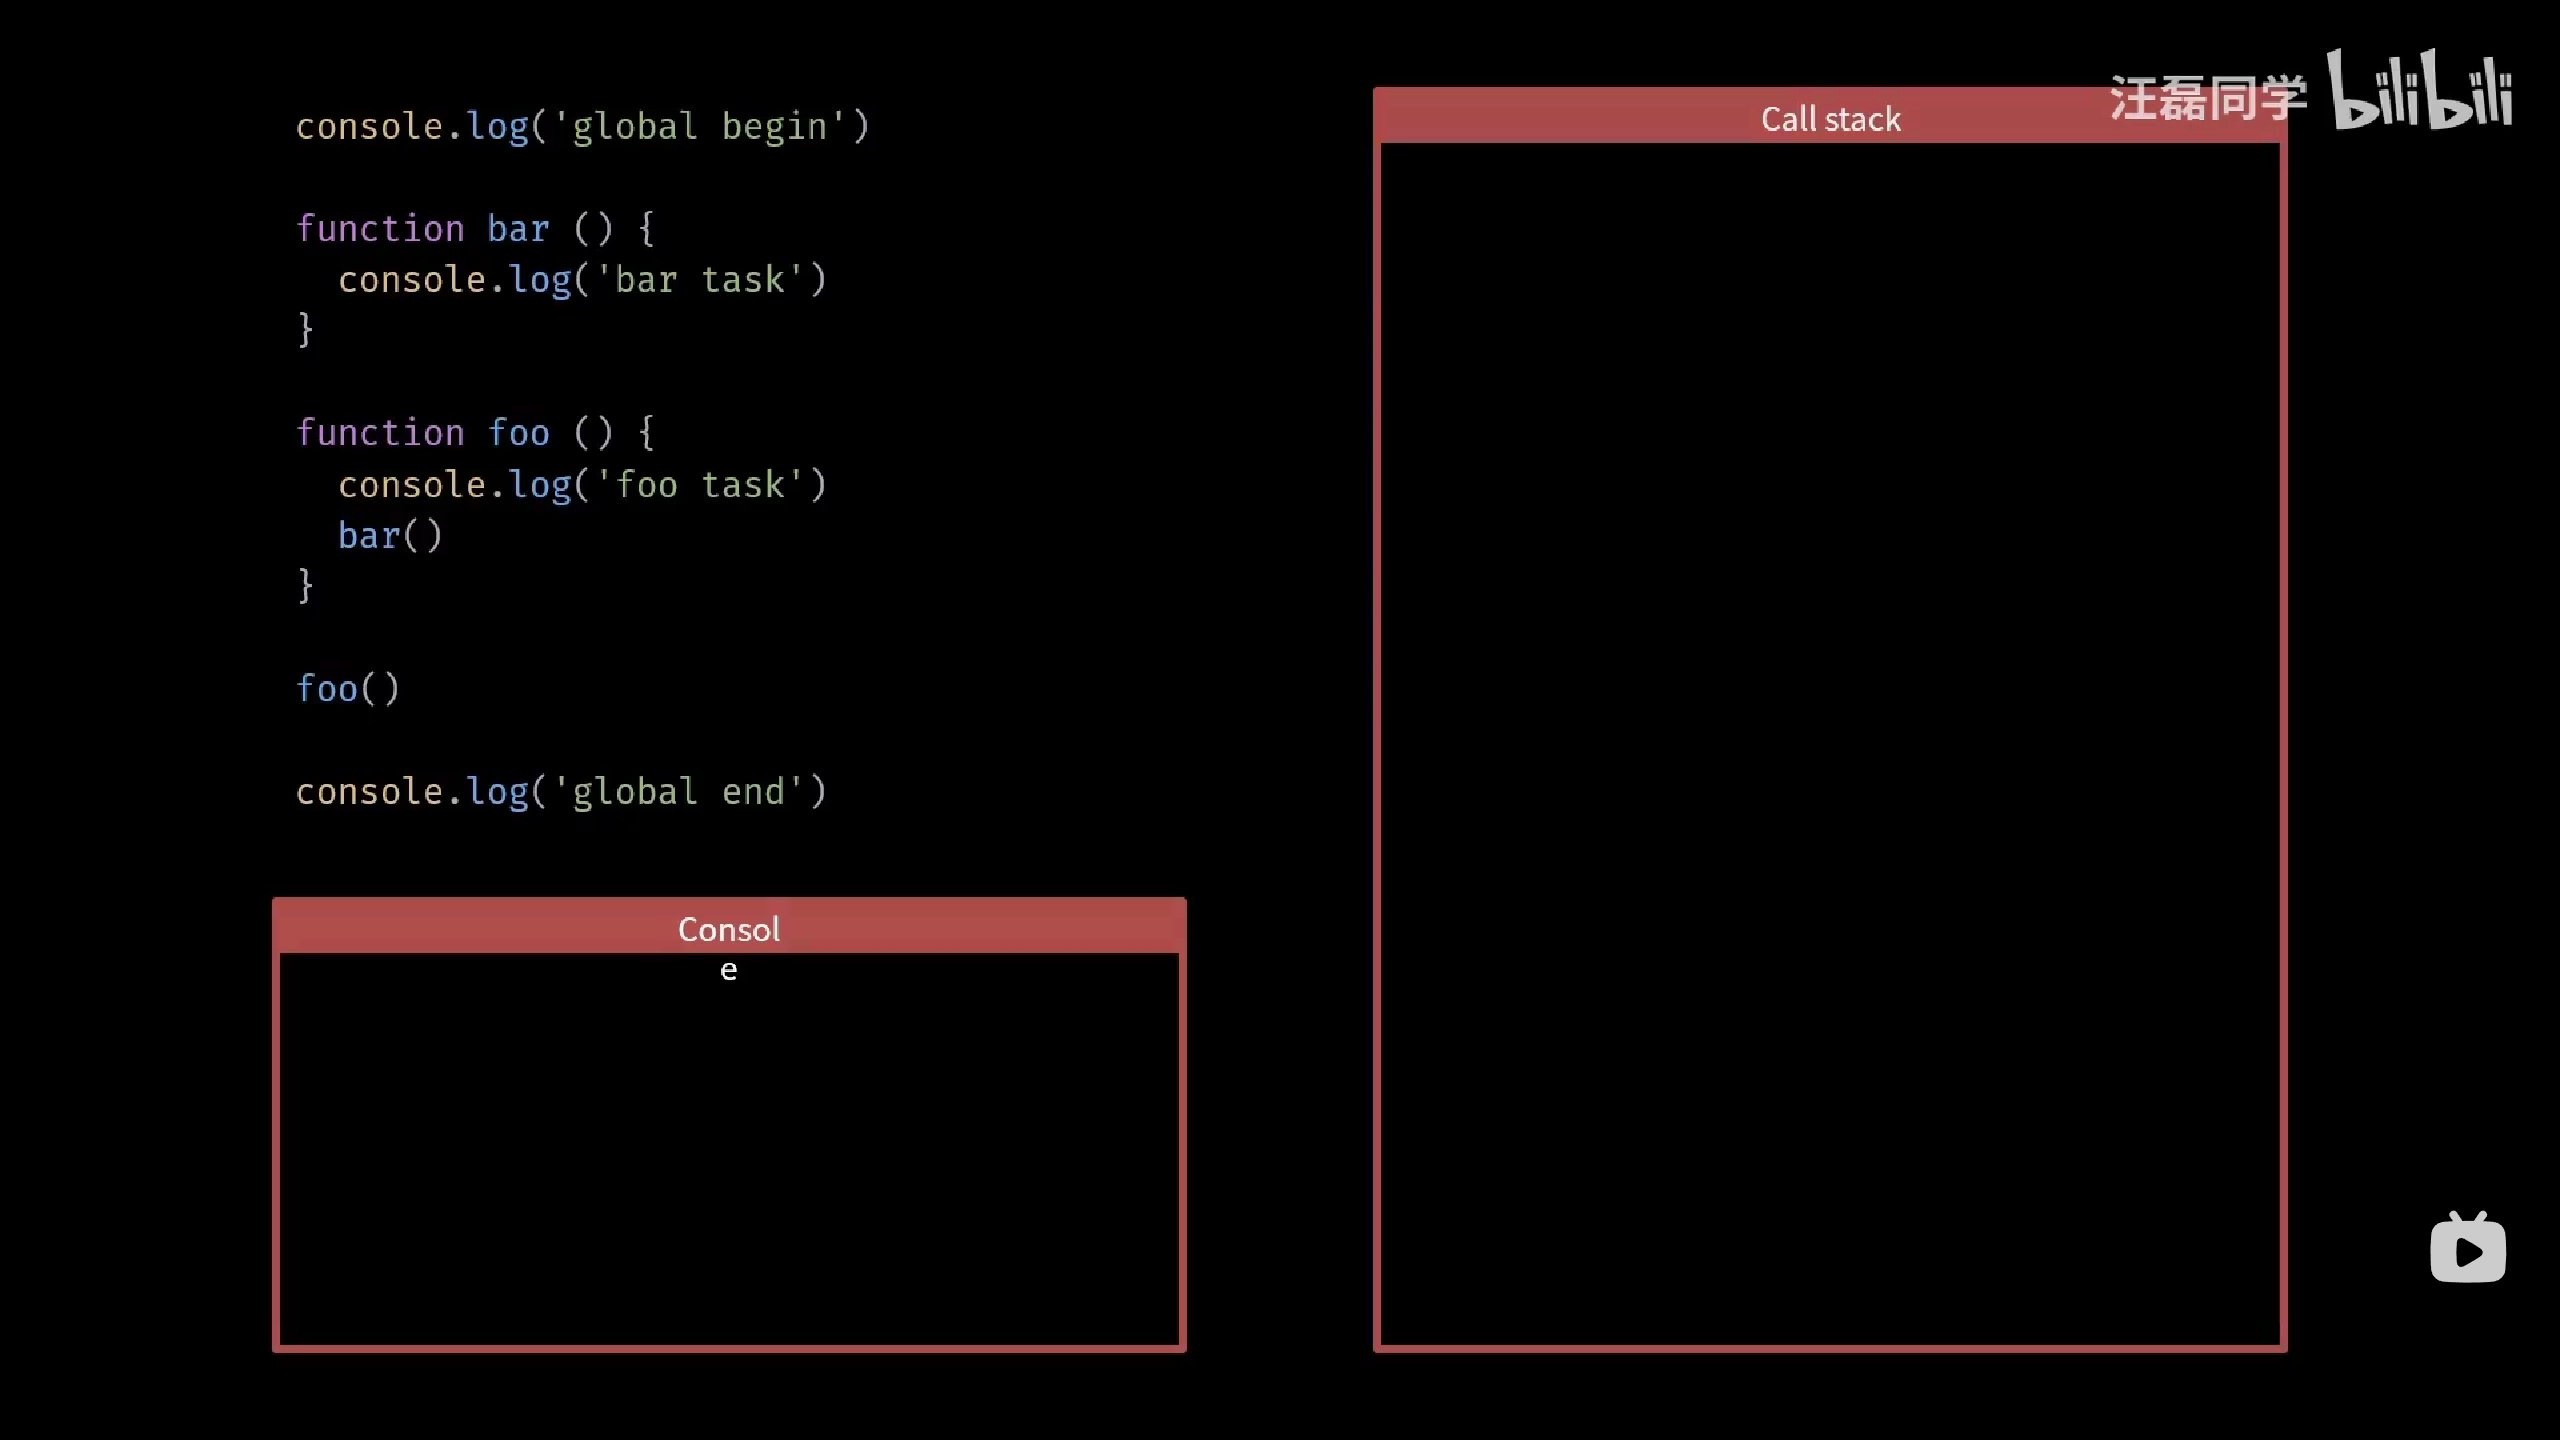 console.log('global begin')
function bar () {
  console.log('bar task')
}
function foo () {
  console.log('foo task')
  bar()
}
foo()
console.log('global end')
Consol
e
Call stack
汪磊同学 bilibili